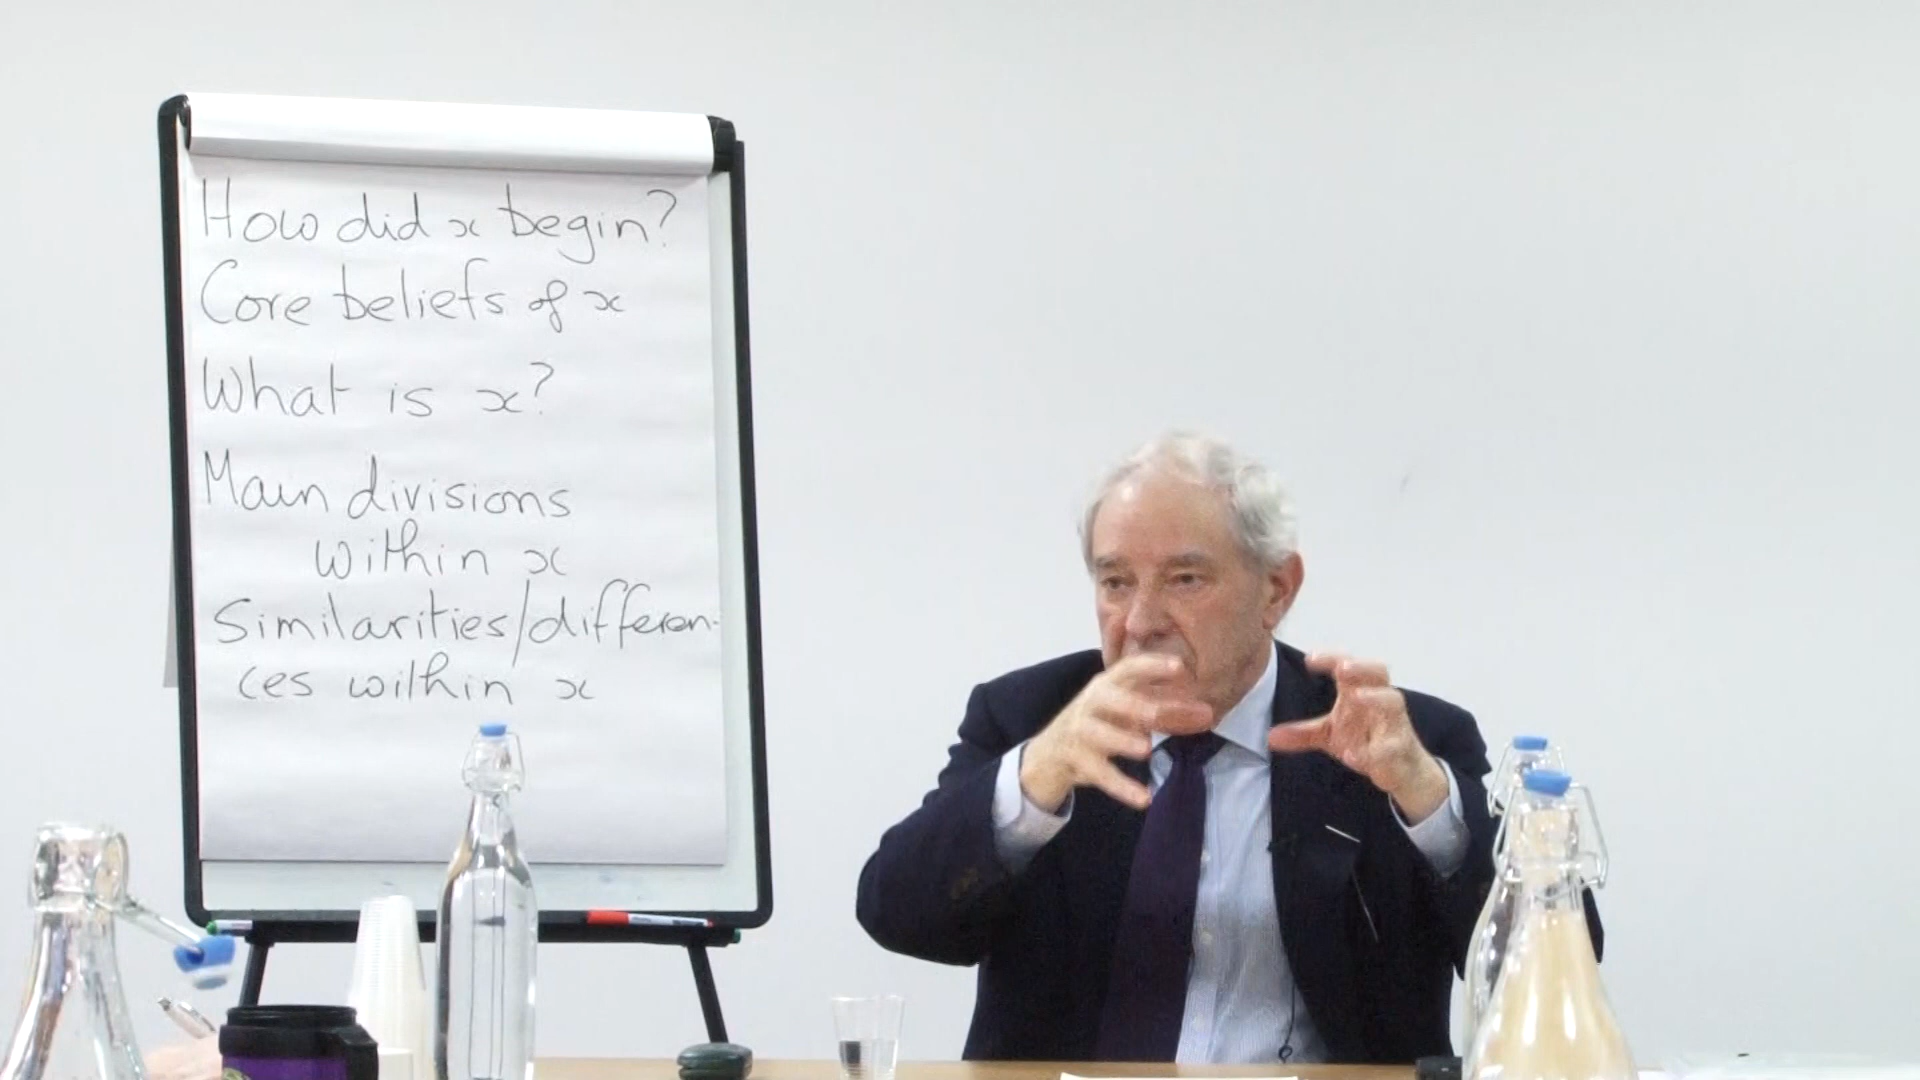 How did x begin?
Core beliefs of x
What is x?
Main divisions
within x
Similarities/differen-
ces within x